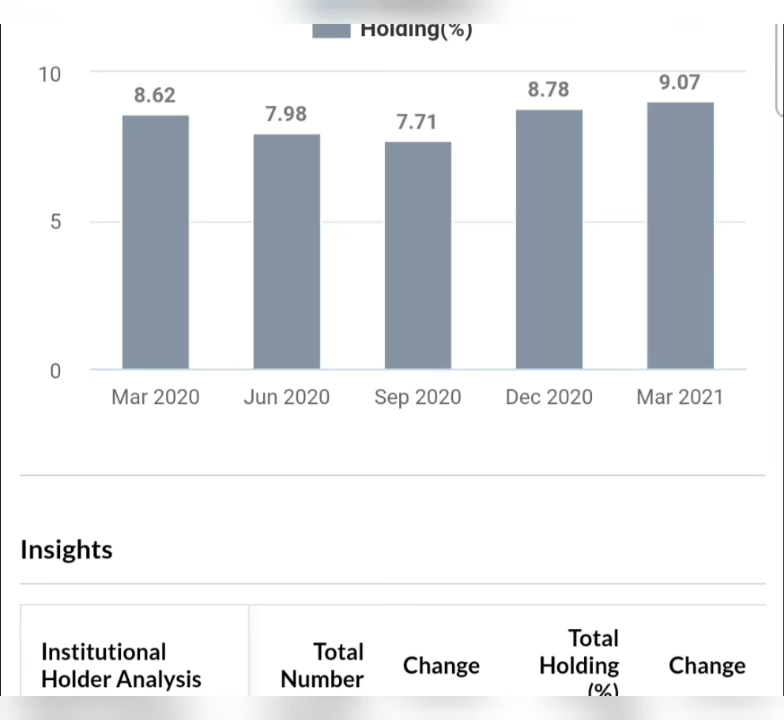 Holding(%)
10
8.62
7.98
7.71
8.78
9.07
5
0
Mar 2020
Jun 2020
Sep 2020
Dec 2020
Mar 2021
Insights
Institutional
Holder Analysis
Total
Number
Change
Total
Holding
(%)
Change